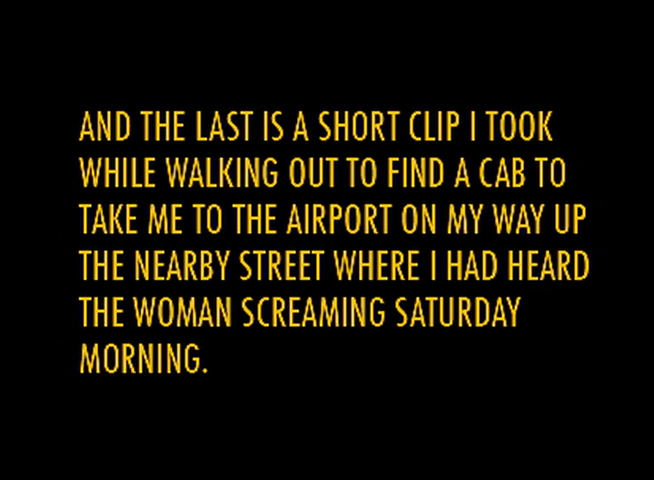 AND THE LAST IS A SHORT CLIP I TOOK
WHILE WALKING OUT TO FIND A CAB TO
TAKE ME TO THE AIRPORT ON MY WAY UP
THE NEARBY STREET WHERE I HAD HEARD
THE WOMAN SCREAMING SATURDAY
MORNING.